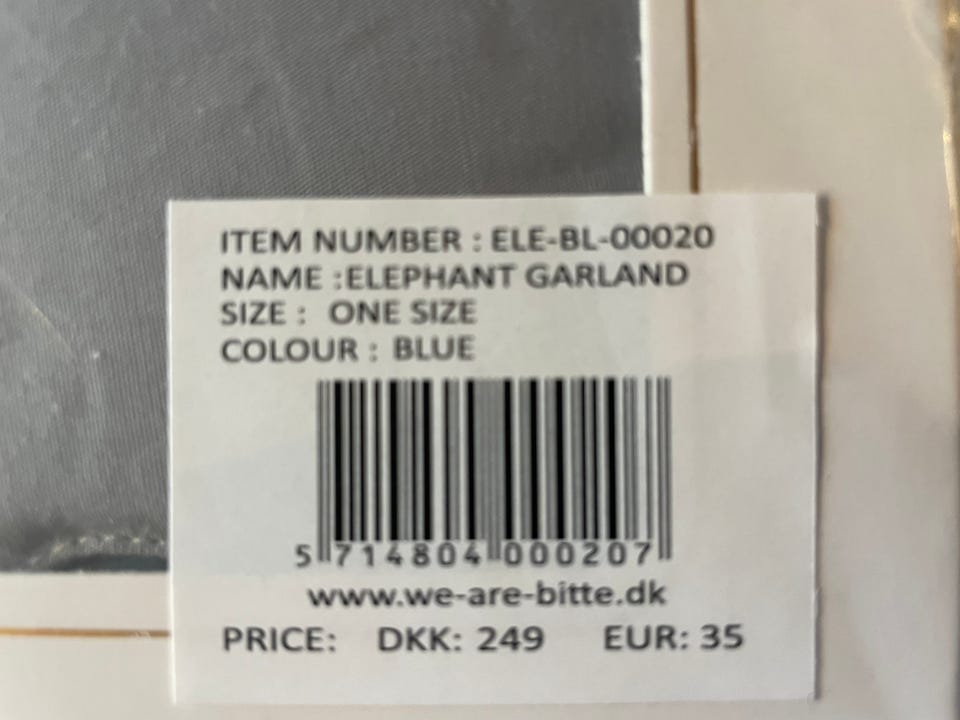 ITEM NUMBER : ELE-BL-00020
NAME :ELEPHANT GARLAND
SIZE :  ONE SIZE
COLOUR : BLUE
5 714804 000207
www.we-are-bitte.dk
PRICE:   DKK: 249   EUR: 35